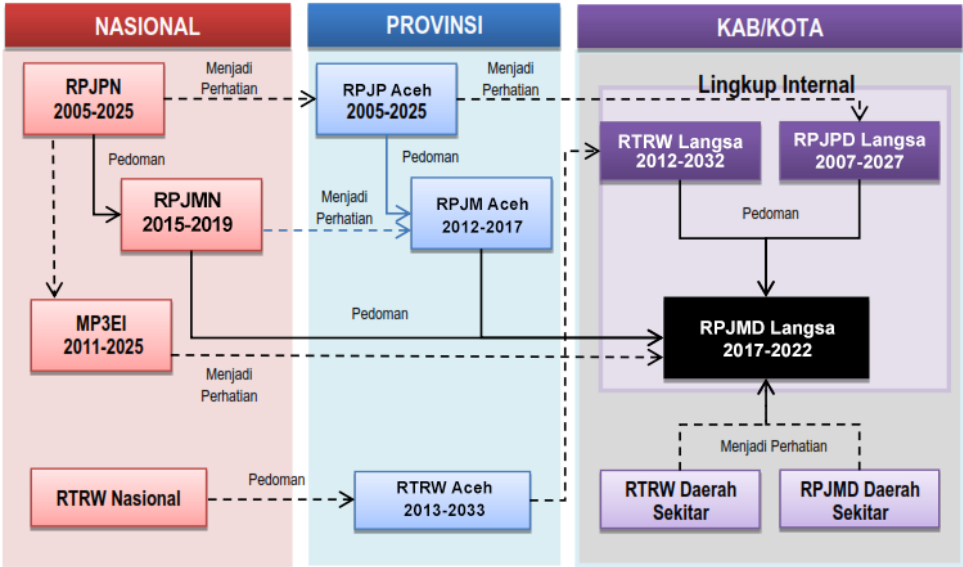 NASIONAL
PROVINSI
KAB/KOTA
RPJPN
2005-2025
Menjadi
Perhatian
RPJP Aceh
2005-2025
Menjadi
Perhatian
Lingkup Internal
RTRW Langsa
2012-2032
RPJPD Langsa
2007-2027
Pedoman
Pedoman
RPJMN
2015-2019
Menjadi
Perhatian
RPJM Aceh
2012-2017
Pedoman
MP3EI
2011-2025
Pedoman
RPJMD Langsa
2017-2022
Menjadi
Perhatian
Menjadi Perhatian
RTRW Nasional
Pedoman
RTRW Aceh
2013-2033
RTRW Daerah
Sekitar
RPJMD Daerah
Sekitar